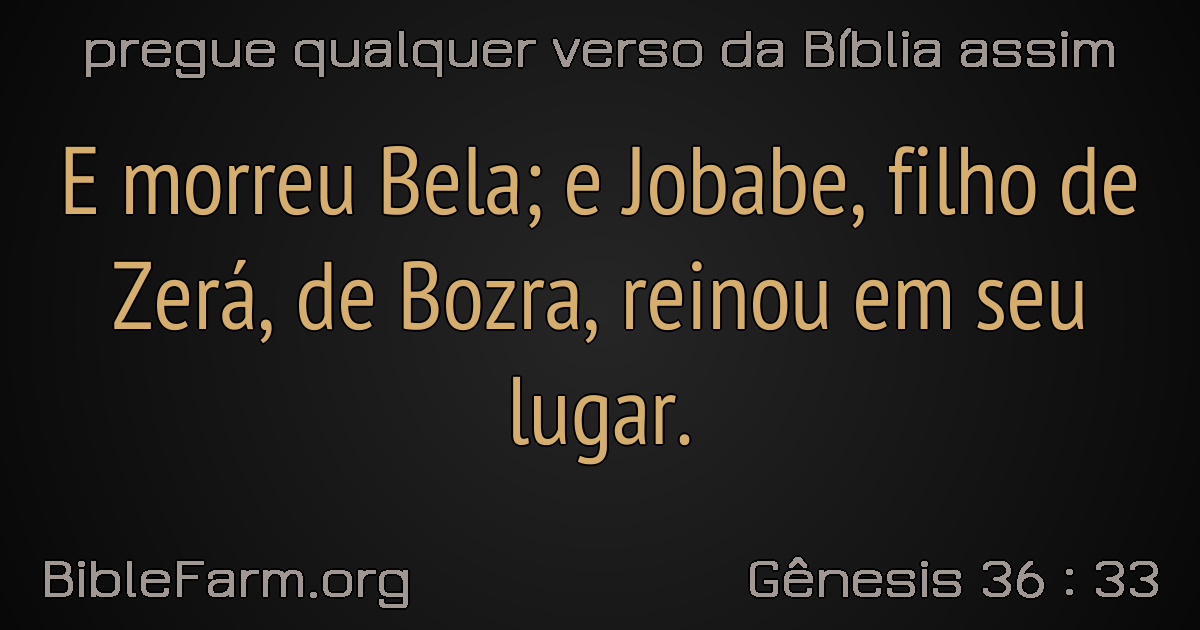 pregue qualquer verso da Bíblia assim
E morreu Bela; e Jobabe, filho de
Zerá, de Bozra, reinou em seu
lugar.
BibleFarm.org
Gênesis 36 : 33